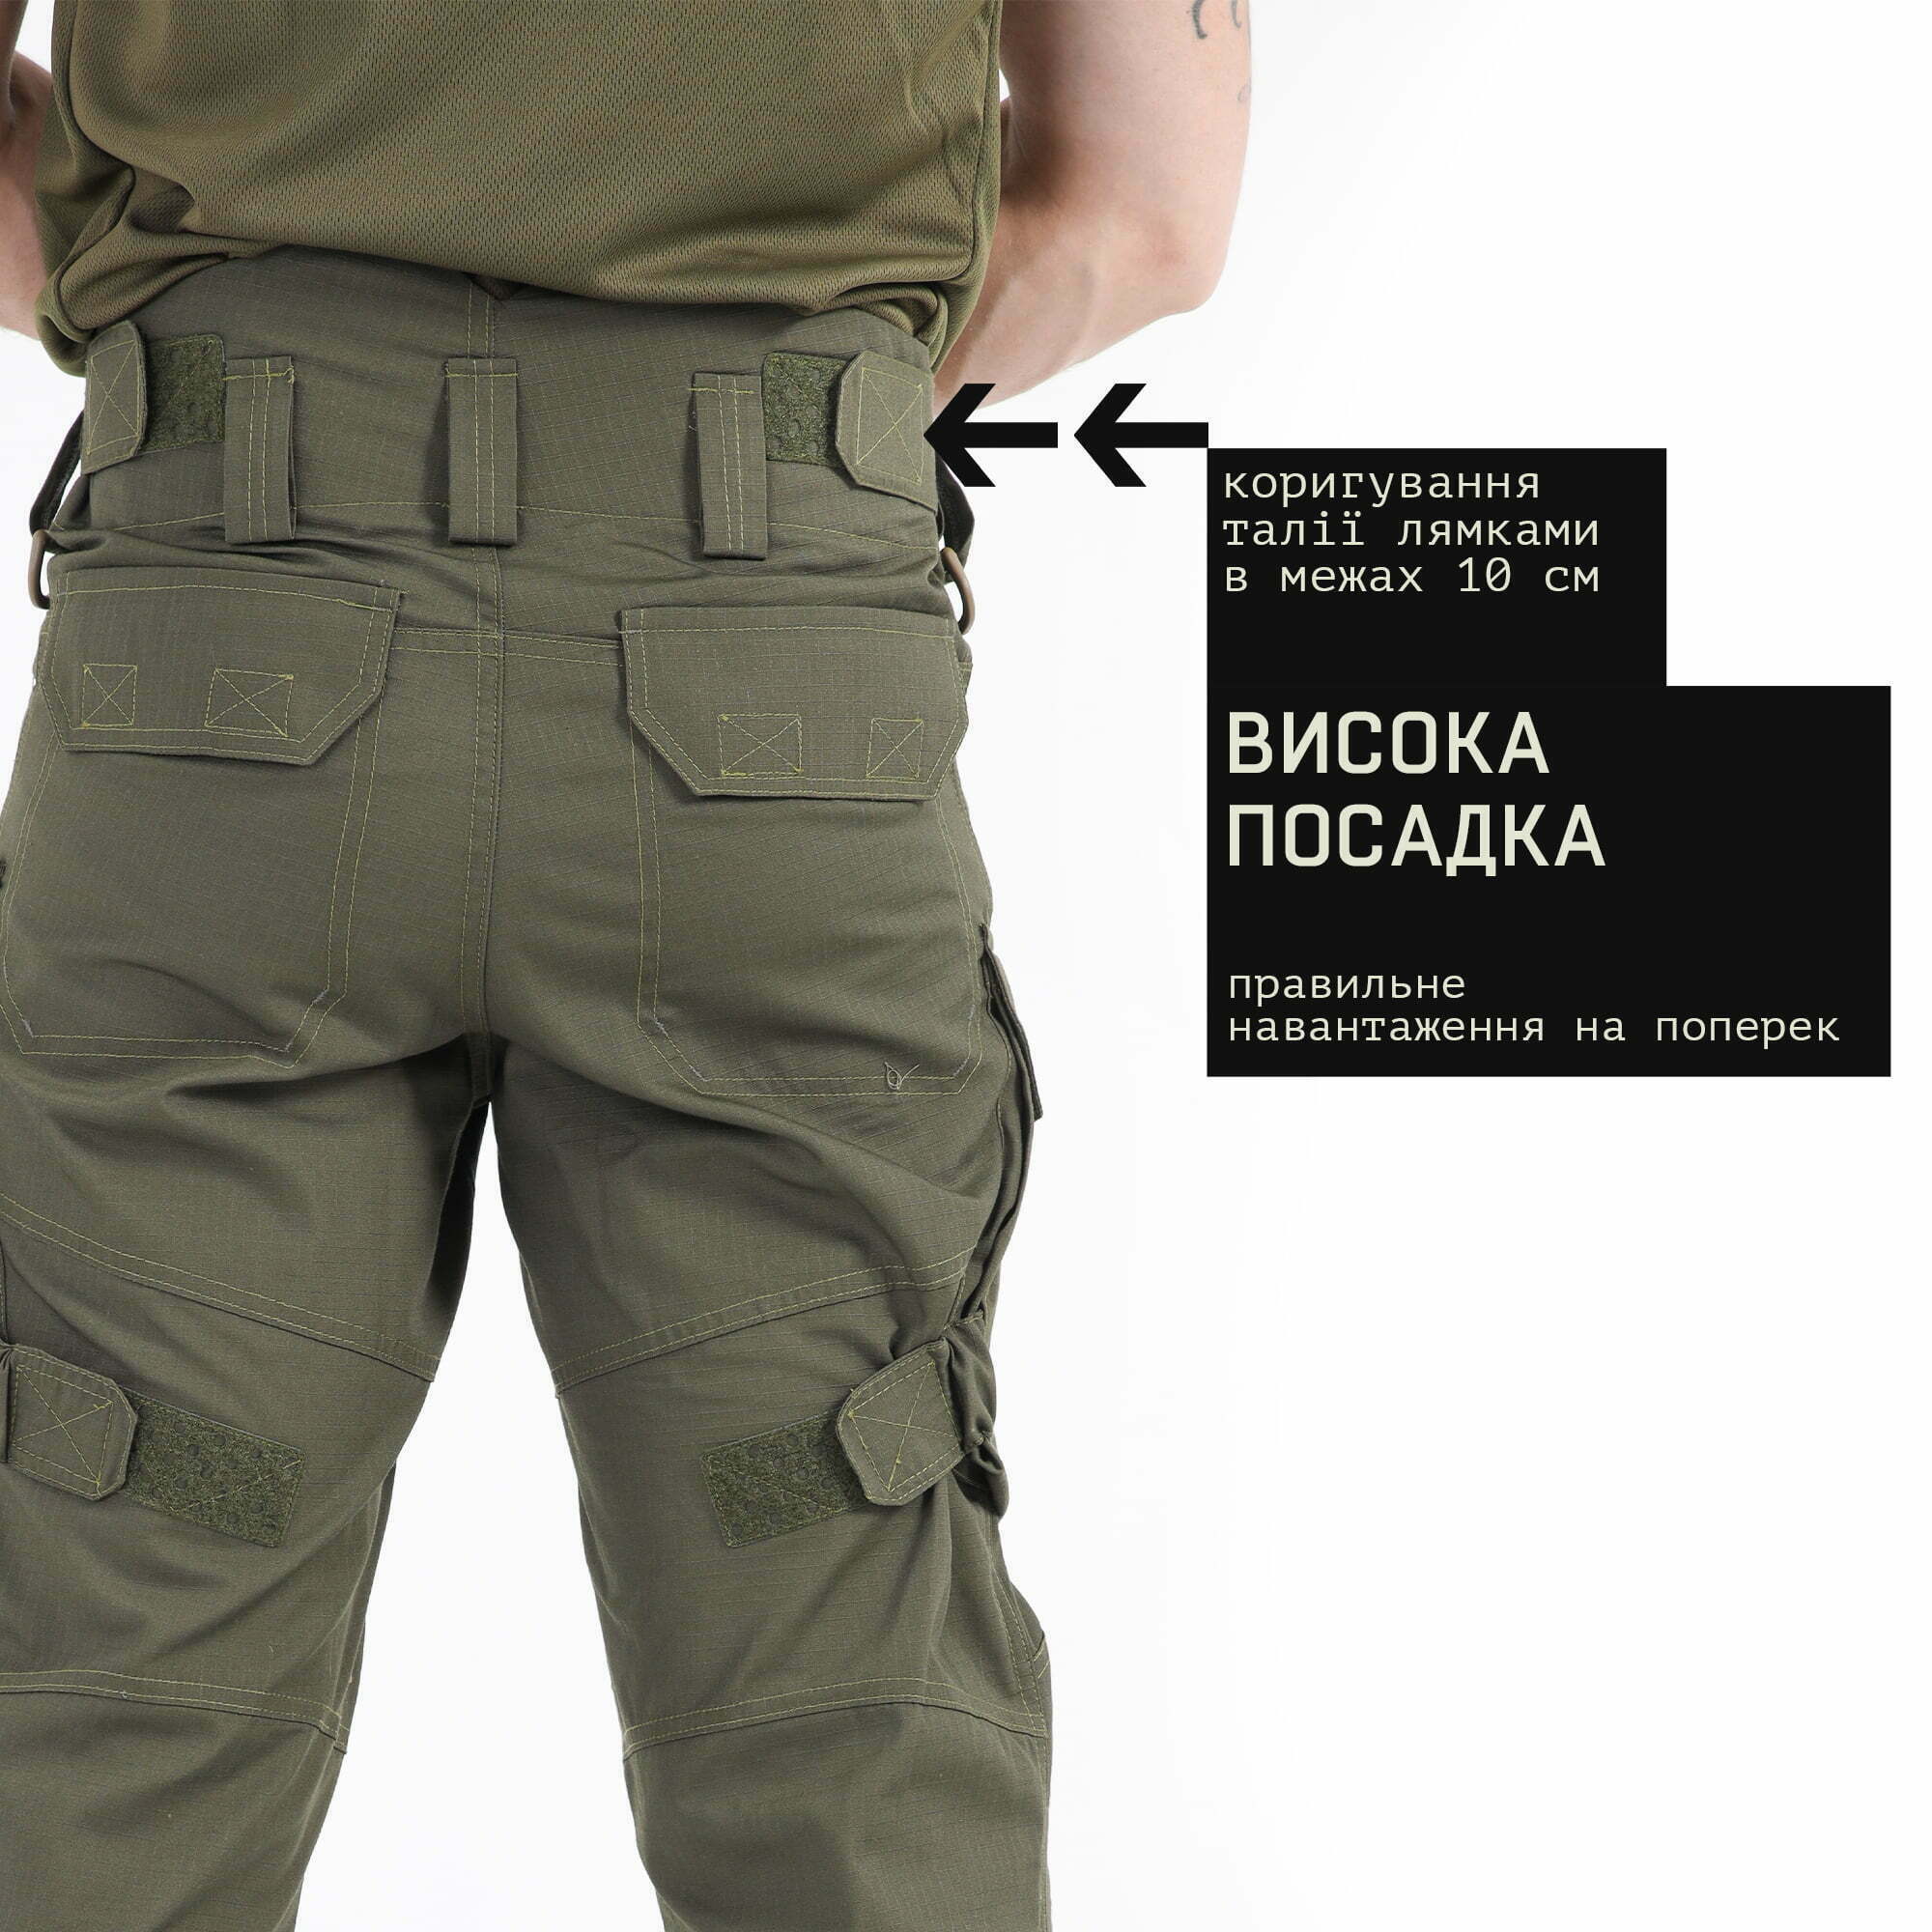 коригування
талії лямками
в межах 10 см
ВИСОКА
ПОСАДКА
правильне
навантаження на поперек